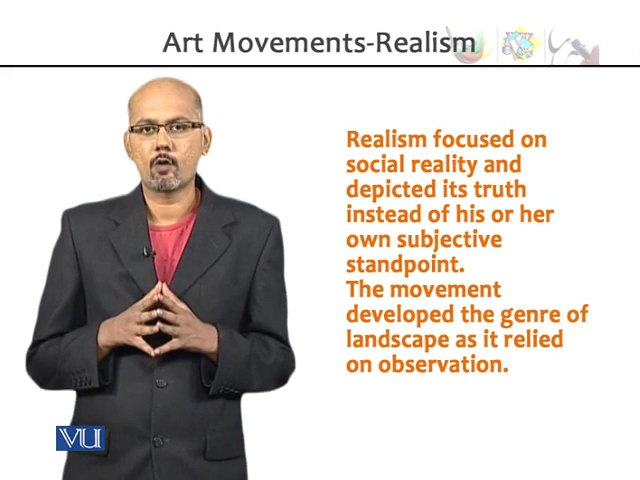 Art Movements-Realism
Realism focused on
social reality and
depicted its truth
instead of his or her
own subjective
standpoint.
The movement
developed the genre of
landscape as it relied
on observation.
VU